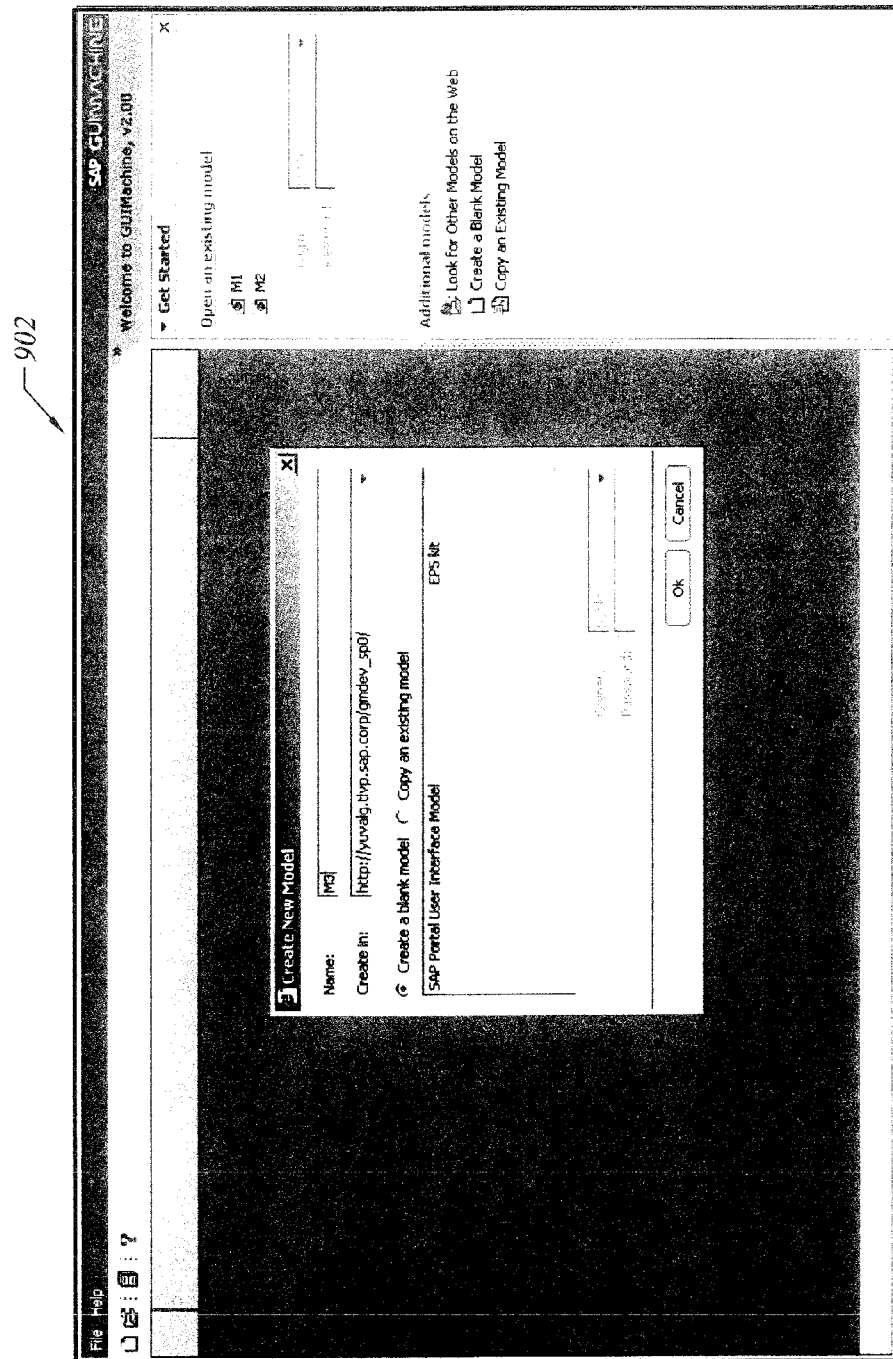 902
File Help
SAP GUIMACHINE
Welcome to GUIMachine, v2.00
Get Started
Open an existing model
M1
M2
Additional models
Look for Other Models on the Web
Create a Blank Model
Copy an Existing Model
Create New Model
Name: M3
Create in: http://yuvalg.tlvp.sap.corp/gmdev_sp0/
Create a blank model Copy an existing model
SAP Portal User Interface Model EP5 kit
Password:
Ok Cancel